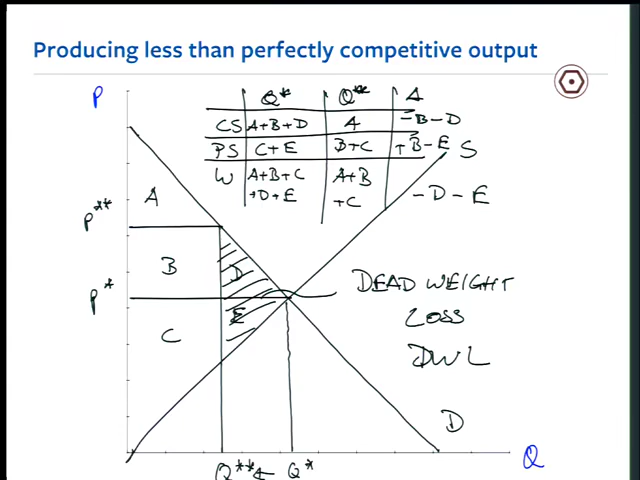 Producing less than perfectly competitive output
P
Q* Q** Δ
CS A+B+D A -B-D
PS C+E B+C +B-E
W A+B+C A+B
+D+E +C -D-E
S
A
P**
B D
P* DEAD WEIGHT
C E LOSS
DWL
D
Q** ← Q* Q